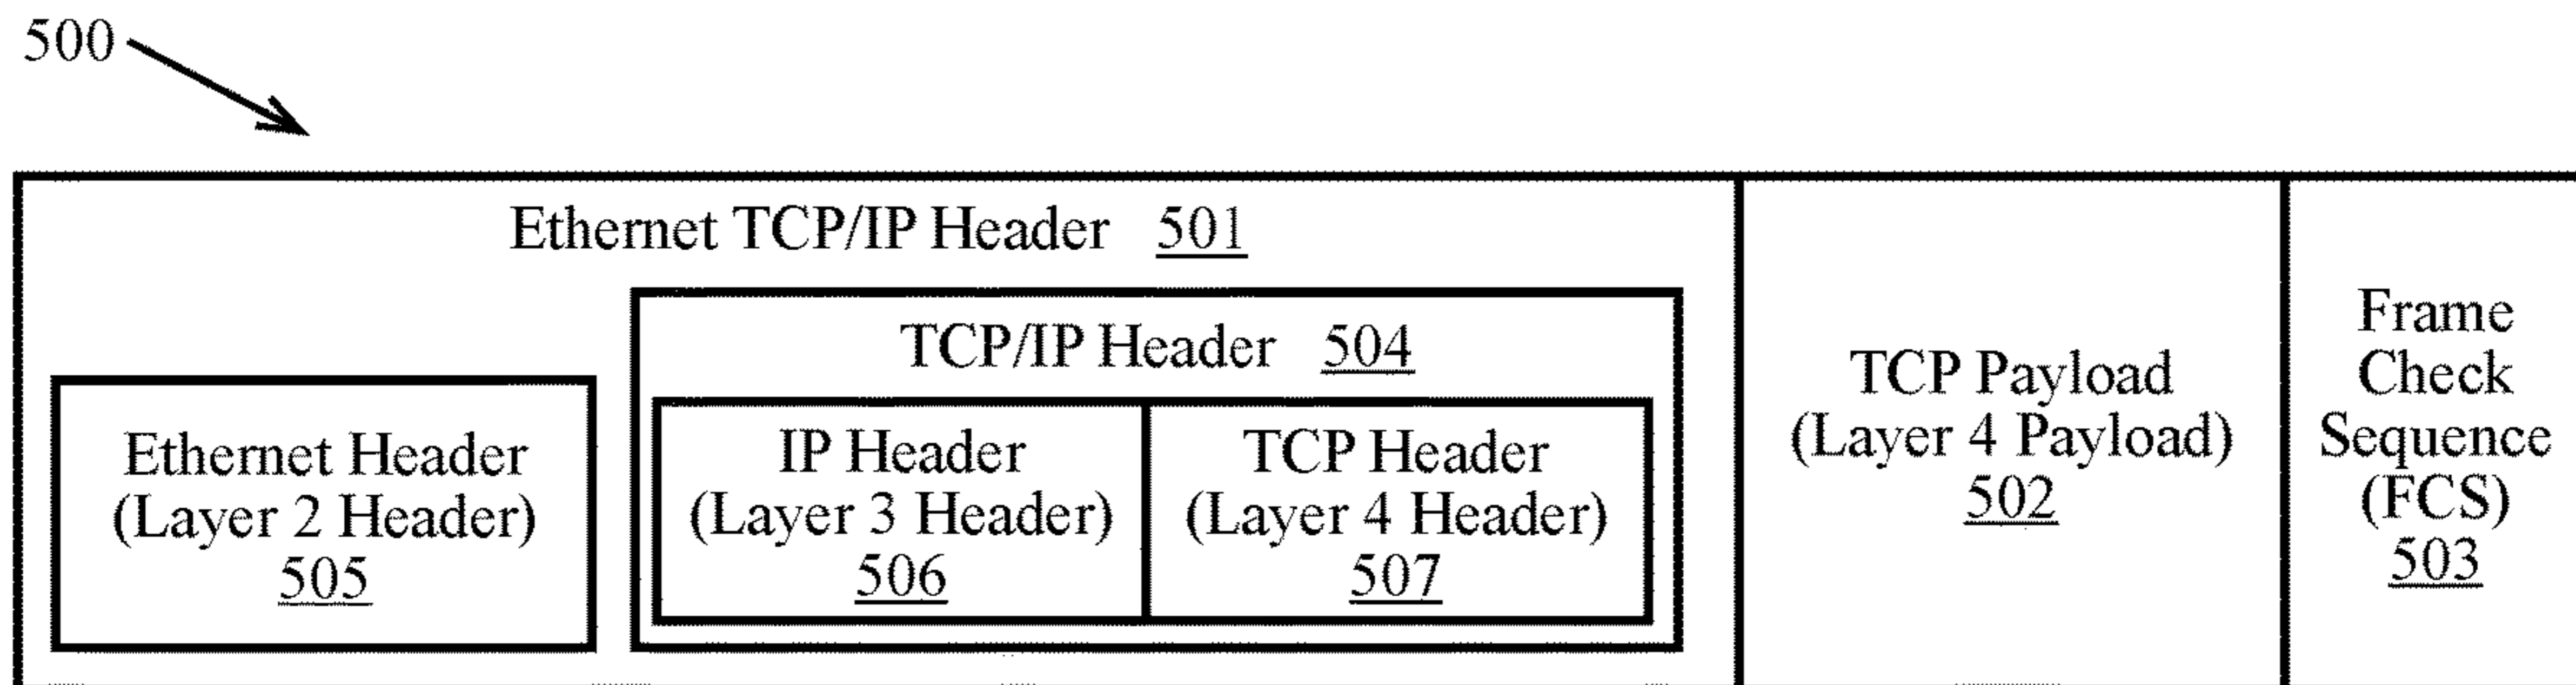 500
Ethernet TCP/IP Header 501
TCP/IP Header 504
Ethernet Header
(Layer 2 Header)
505
IP Header
(Layer 3 Header)
506
TCP Header
(Layer 4 Header)
507
TCP Payload
(Layer 4 Payload)
502
Frame
Check
Sequence
(FCS)
503